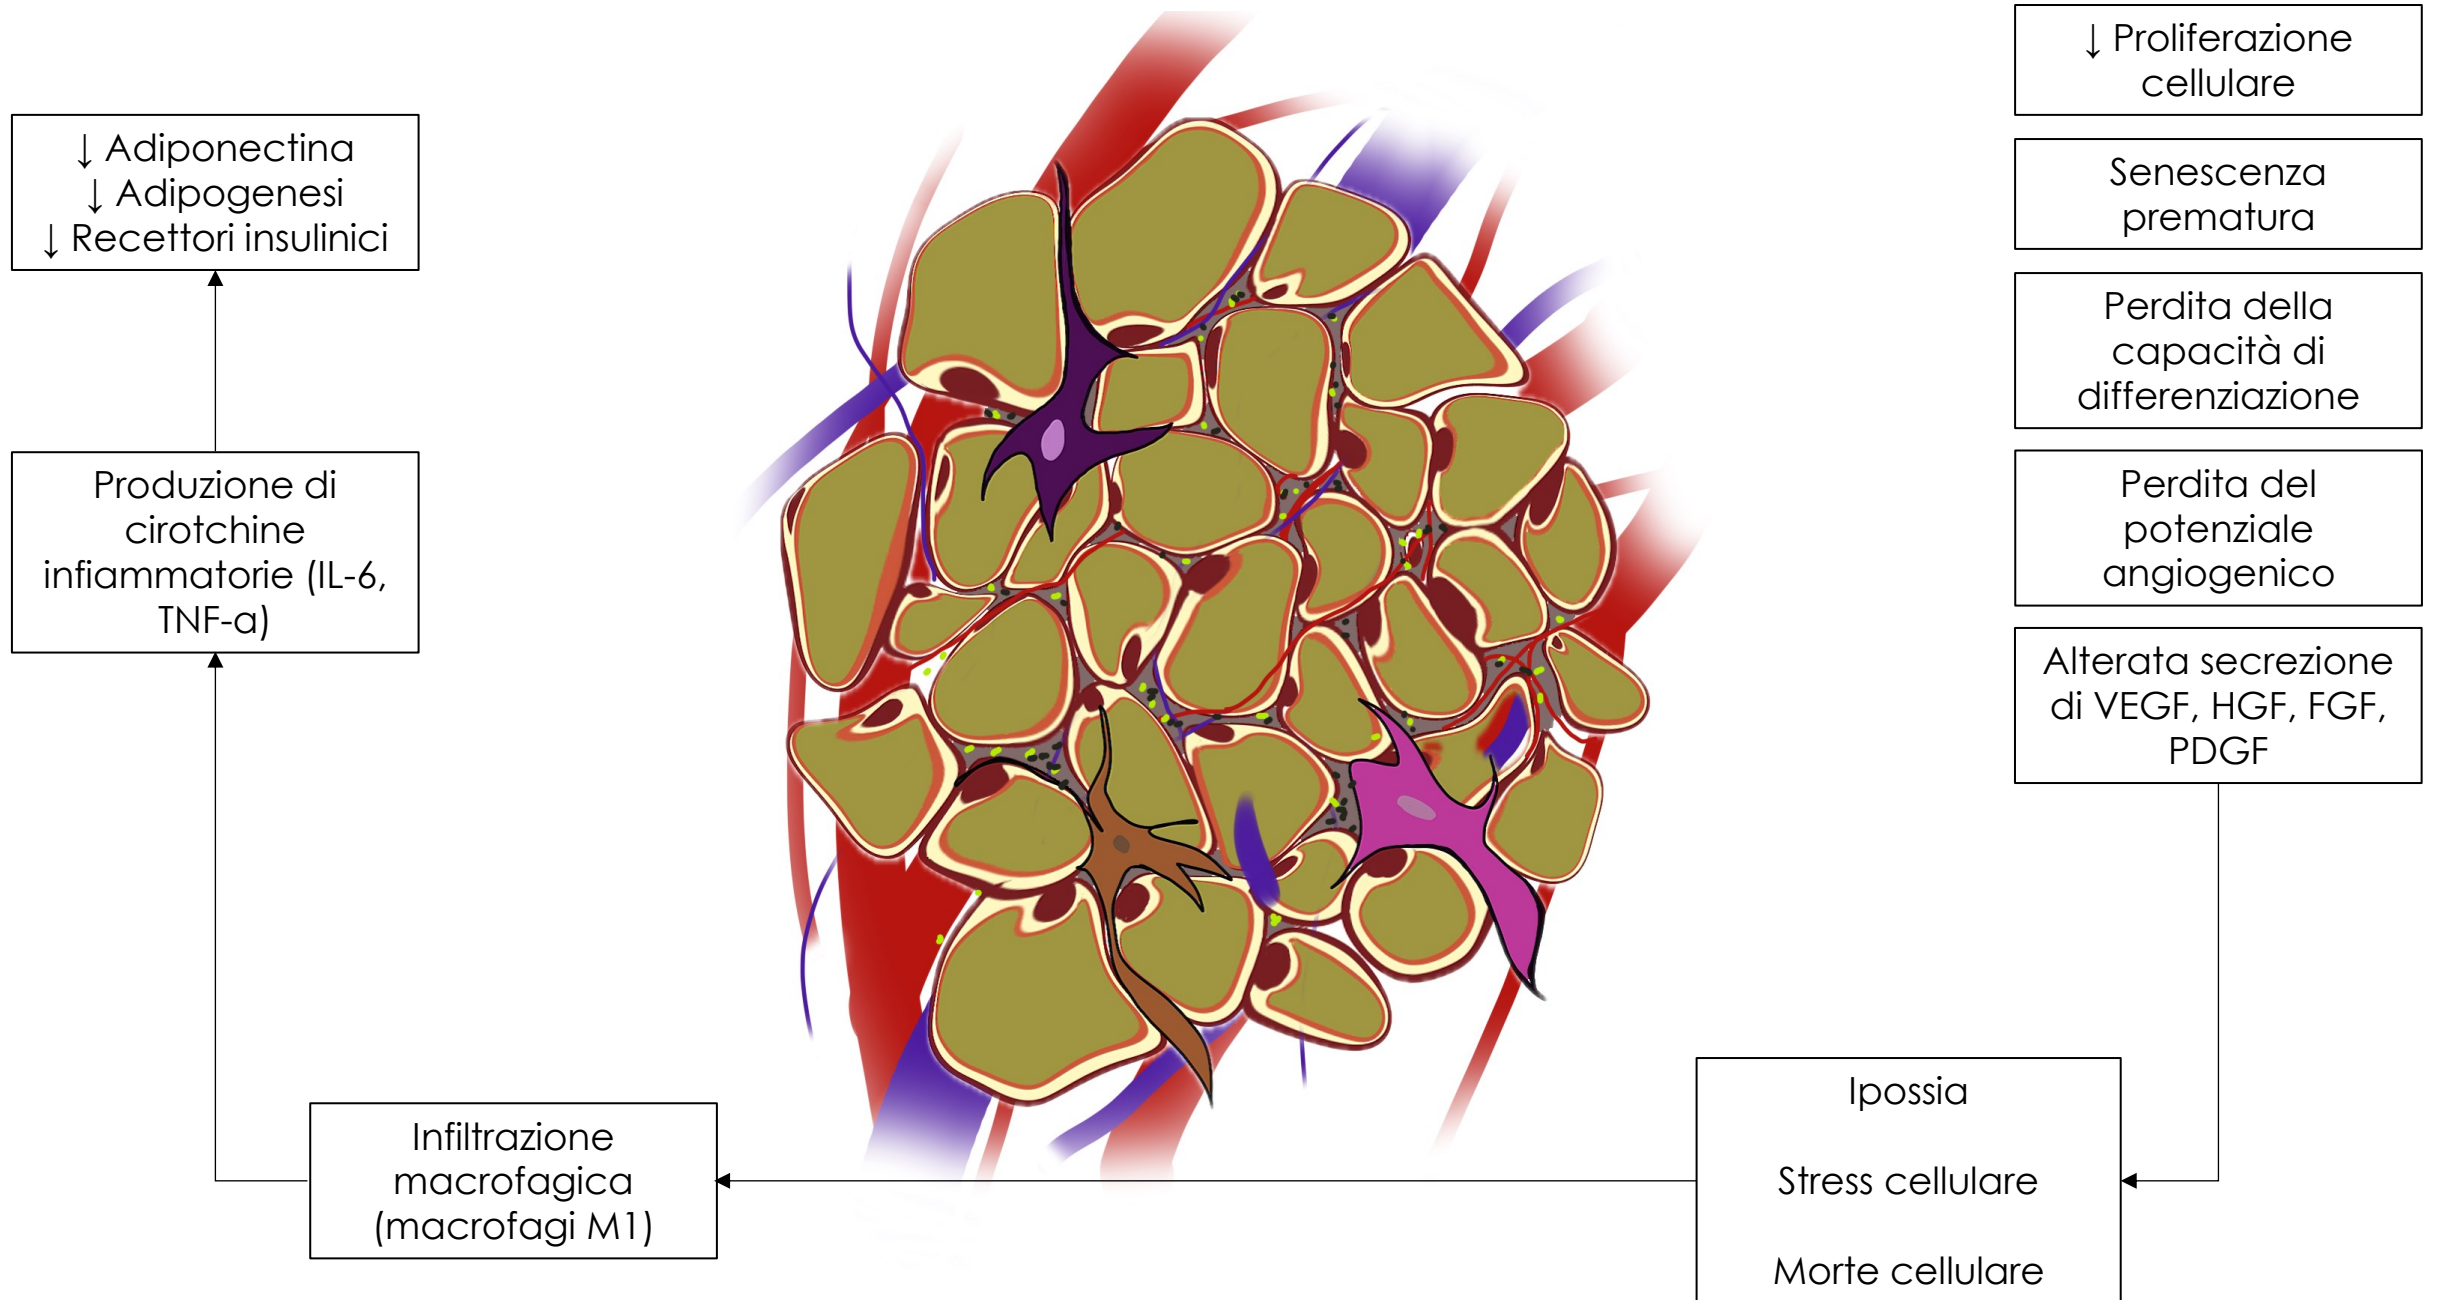 ↓ Adiponectina
↓ Adipogenesi
↓ Recettori insulinici
Produzione di
cirotchine
infiammatorie (IL-6,
TNF-a)
Infiltrazione
macrofagica
(macrofagi M1)
↓ Proliferazione
cellulare
Senescenza
prematura
Perdita della
capacità di
differenziazione
Perdita del
potenziale
angiogenico
Alterata secrezione
di VEGF, HGF, FGF,
PDGF
Ipossia
Stress cellulare
Morte cellulare